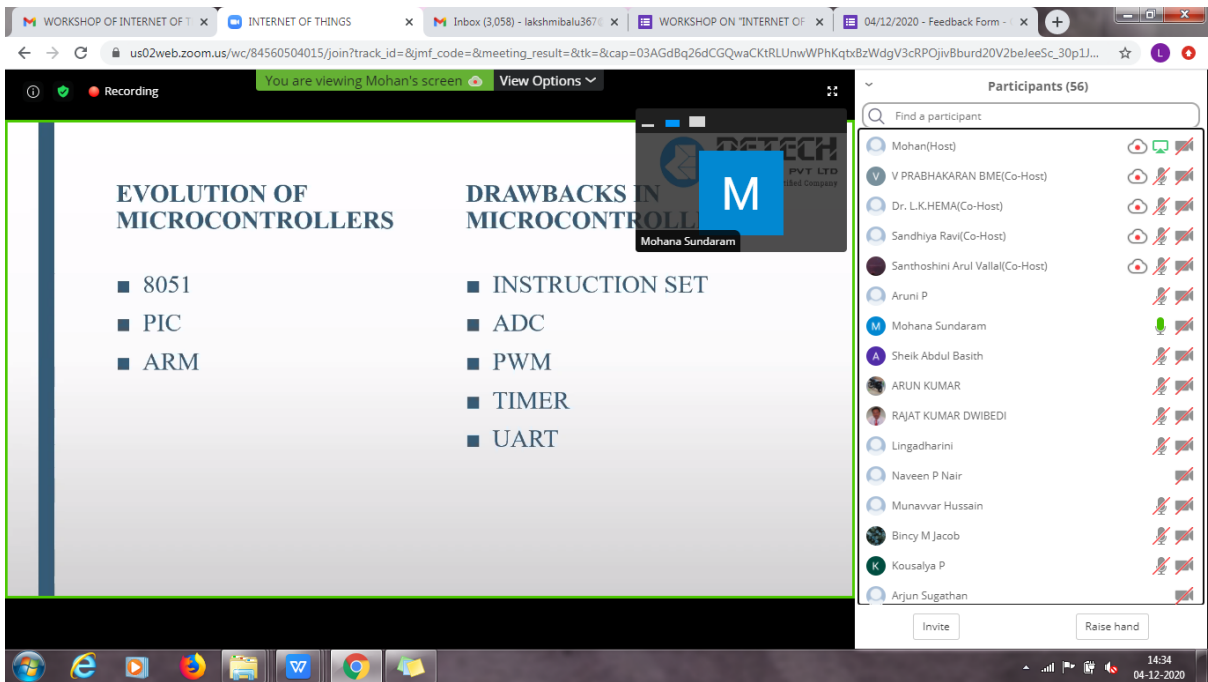 WORKSHOP OF INTERNET OF T
INTERNET OF THINGS
Inbox (3,058) - lakshmibalu367
WORKSHOP ON "INTERNET OF
04/12/2020 - Feedback Form -
us02web.zoom.us/wc/84560504015/join?track_id=&jmf_code=&meeting_result=&tk=&cap=03AGdBq26dCGQwaCKtRLUnwWPhKqtxBzWdgV3cRPOjivBburd20V2beJeeSc_30p1J...
L
Recording
You are viewing Mohan's screen
View Options
EVOLUTION OF
MICROCONTROLLERS
8051
PIC
ARM
DRAWBACKS IN
MICROCONTROLL
INSTRUCTION SET
ADC
PWM
TIMER
UART
DETECH
PVT LTD
M
Mohana Sundaram
Participants (56)
Find a participant
Mohan(Host)
V
V PRABHAKARAN BME(Co-Host)
Dr. L.K.HEMA(Co-Host)
Sandhiya Ravi(Co-Host)
Santhoshini Arul Vallal(Co-Host)
Aruni P
M
Mohana Sundaram
A
Sheik Abdul Basith
ARUN KUMAR
RAJAT KUMAR DWIBEDI
Lingadharini
Naveen P Nair
Munavvar Hussain
Bincy M Jacob
K
Kousalya P
Arjun Sugathan
Invite
Raise hand
14:34
04-12-2020